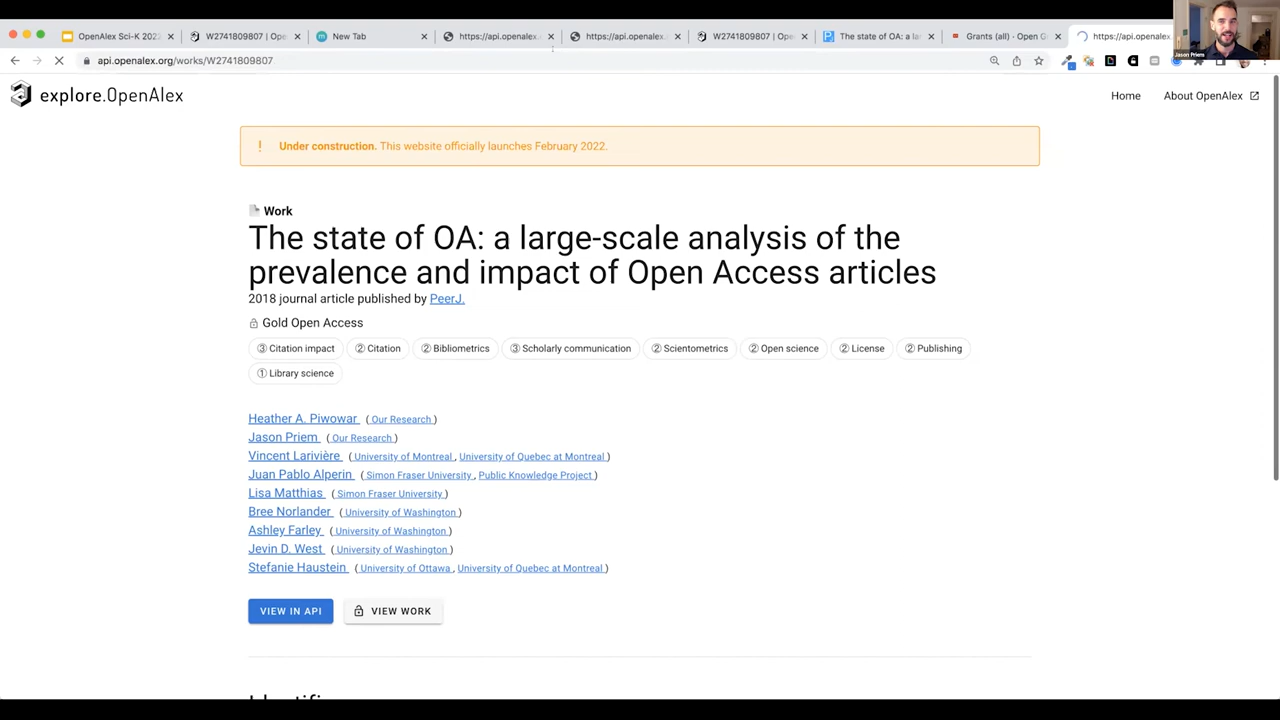 OpenAlex Sci-K 2022
W2741809807 | Ope
New Tab
https://api.openalex.
https://api.openalex.o
W2741809807 | Ope
The state of OA: a la
Grants (all) · Open G
https://api.openalex
Jason Priem
api.openalex.org/works/W2741809807
explore.OpenAlex
Home
About OpenAlex
! Under construction. This website officially launches February 2022.
Work
The state of OA: a large-scale analysis of the
prevalence and impact of Open Access articles
2018 journal article published by PeerJ.
Gold Open Access
③ Citation impact ② Citation ② Bibliometrics ③ Scholarly communication ② Scientometrics ② Open science ② License ② Publishing
① Library science
Heather A. Piwowar ( Our Research )
Jason Priem ( Our Research )
Vincent Larivière ( University of Montreal , University of Quebec at Montreal )
Juan Pablo Alperin ( Simon Fraser University , Public Knowledge Project )
Lisa Matthias ( Simon Fraser University )
Bree Norlander ( University of Washington )
Ashley Farley ( University of Washington )
Jevin D. West ( University of Washington )
Stefanie Haustein ( University of Ottawa , University of Quebec at Montreal )
VIEW IN API VIEW WORK